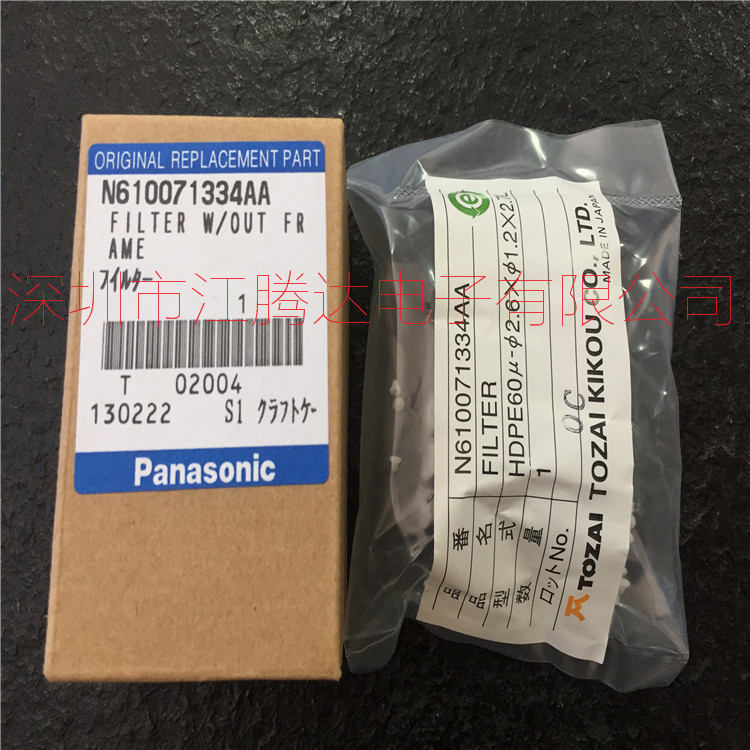 ORIGINAL REPLACEMENT PART
N610071334AA
FILTER W/OUT FR
AME
フィルター
1
T 02004
130222 S1 クラフトケー
Panasonic
深圳市江腾达电子有限公司
品番 N610071334AA
品名 FILTER
型式 HDPE60μ-φ2.6×φ1.2×2.
数量 1
ロットNo.
QC
TOZAI TOZAI KIKOU CO., LTD.
MADE IN JAPAN